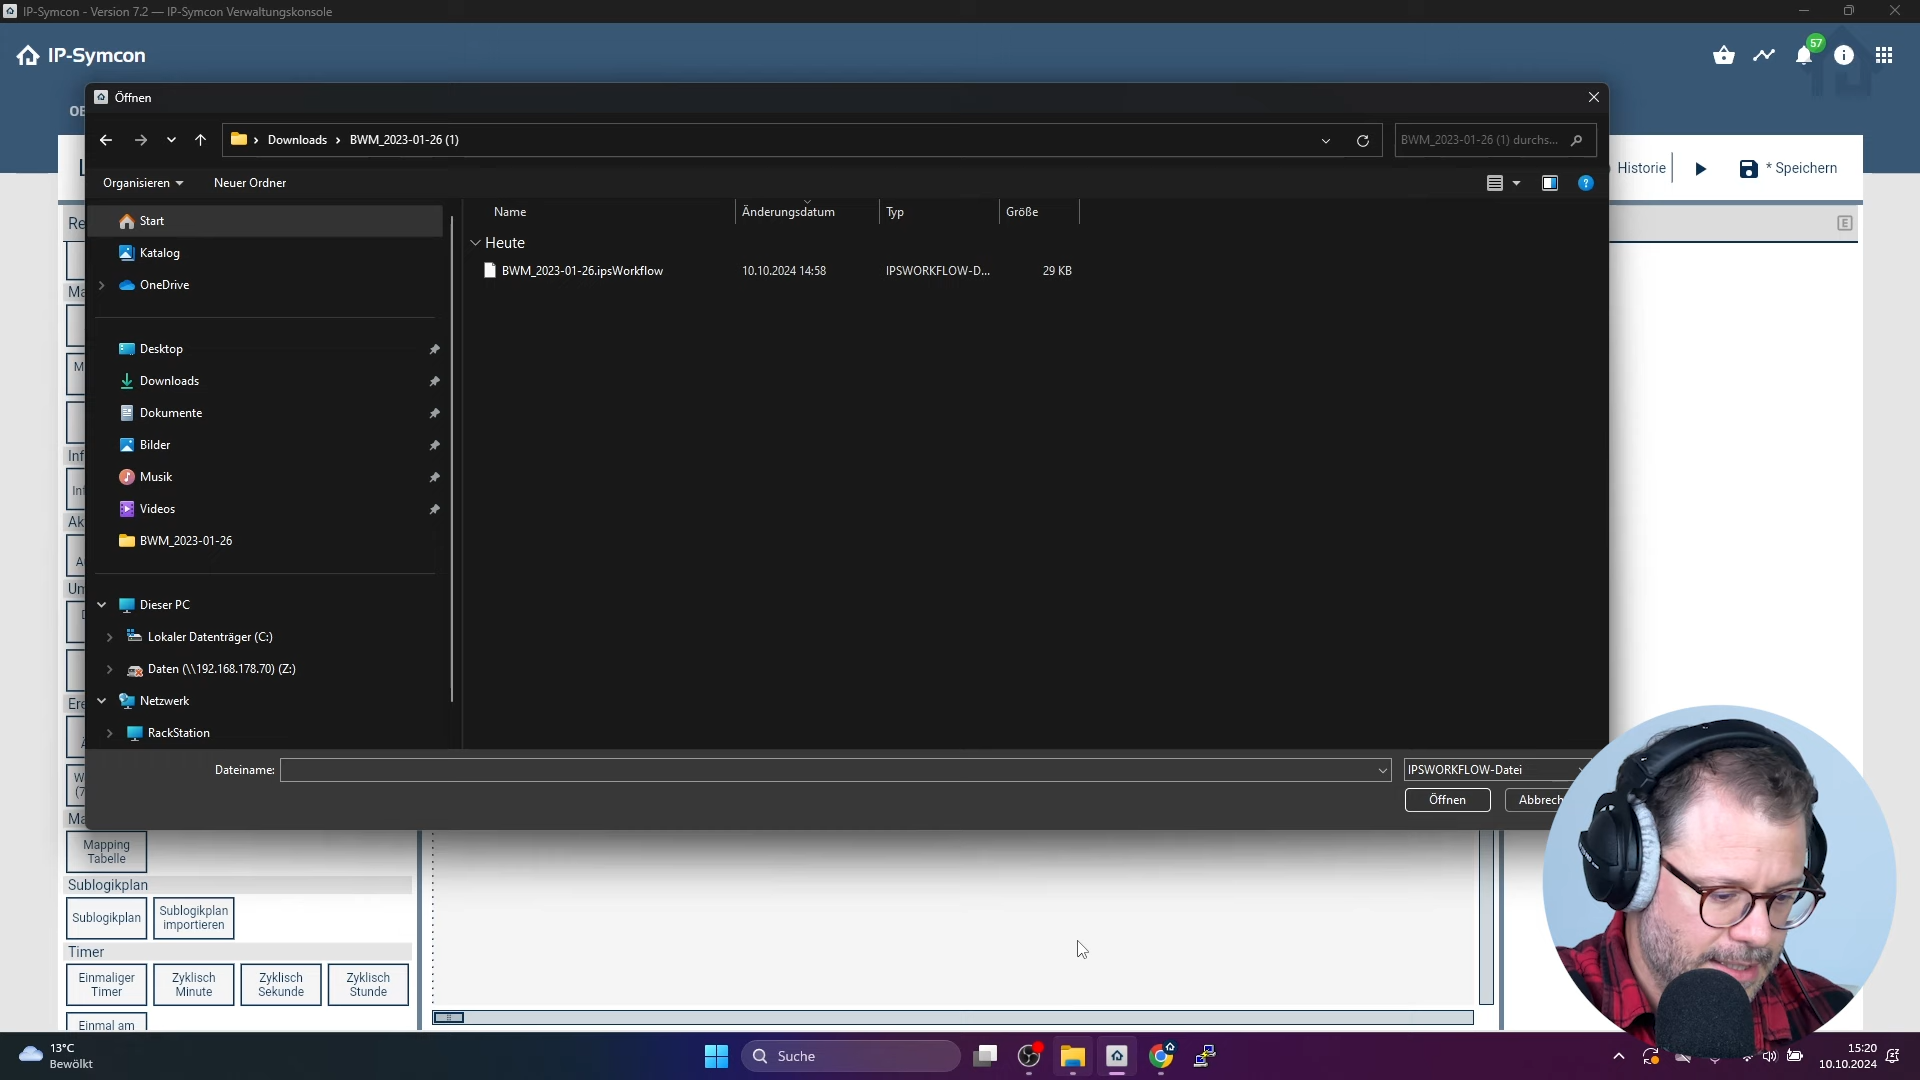 IP-Symcon - Version 7.2 — IP-Symcon Verwaltungskonsole
IP-Symcon
57
Öffnen
Downloads
BWM_2023-01-26 (1)
BWM_2023-01-26 (1) durchs...
Historie
* Speichern
Organisieren
Neuer Ordner
Name
Änderungsdatum
Typ
Größe
E
Start
Heute
Katalog
BWM_2023-01-26.ipsWorkflow
10.10.2024 14:58
IPSWORKFLOW-D...
29 KB
OneDrive
Desktop
Downloads
Dokumente
Bilder
Musik
Videos
BWM_2023-01-26
Dieser PC
Lokaler Datenträger (C:)
Daten (\\192.168.178.70) (Z:)
Netzwerk
RackStation
Dateiname:
IPSWORKFLOW-Datei
Öffnen
Abbrech
Mapping
Tabelle
Sublogikplan
Sublogikplan
Sublogikplan
importieren
Timer
Einmaliger
Timer
Zyklisch
Minute
Zyklisch
Sekunde
Zyklisch
Stunde
Einmal am
13°C
Bewölkt
Suche
15:20
10.10.2024